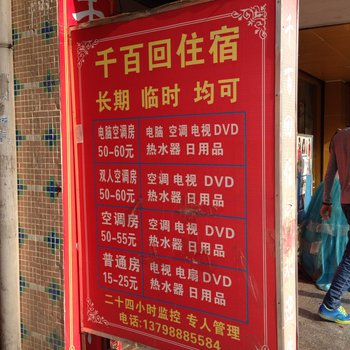 千百回住宿
长期 临时 均可
电脑空调房 电脑 空调 电视 DVD
50-60元 热水器 日用品
双人空调房 空调 电视 DVD
50-60元 热水器 日用品
空调房 空调 电视 DVD
50-55元 热水器 日用品
普通房 电视 电扇 DVD
15-25元 热水器 日用品
二十四小时监控 专人管理
电话:13798885584